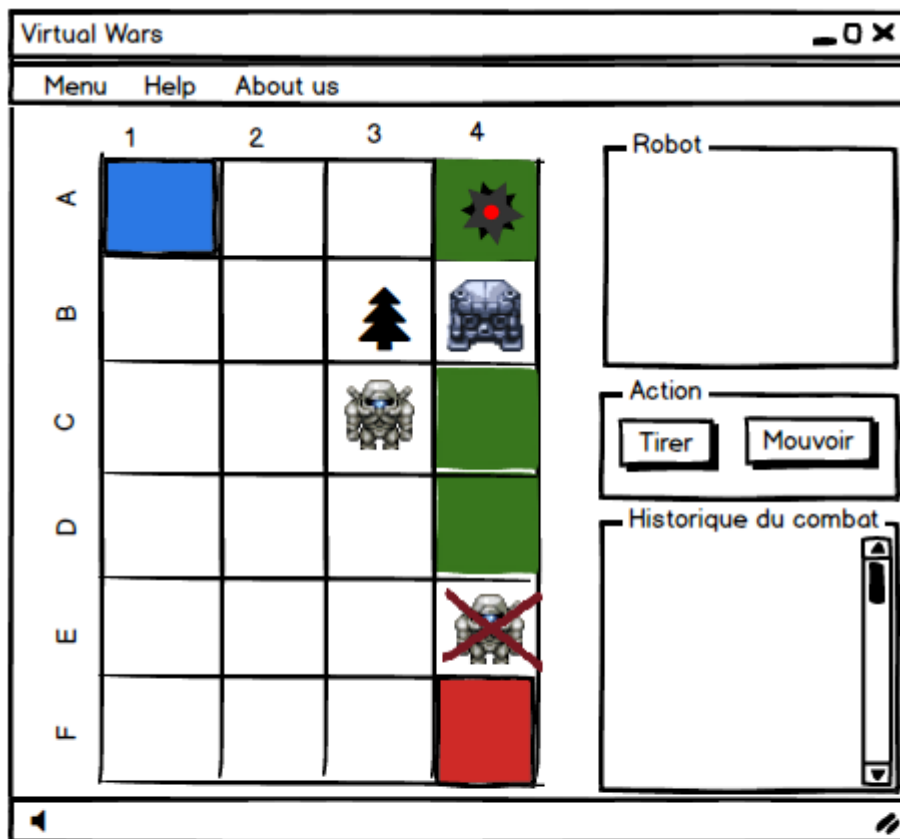 Virtual Wars
Menu Help About us
1 2 3 4
Robot
A
B
C
Action
Tirer Mouvoir
D
Historique du combat
E
F